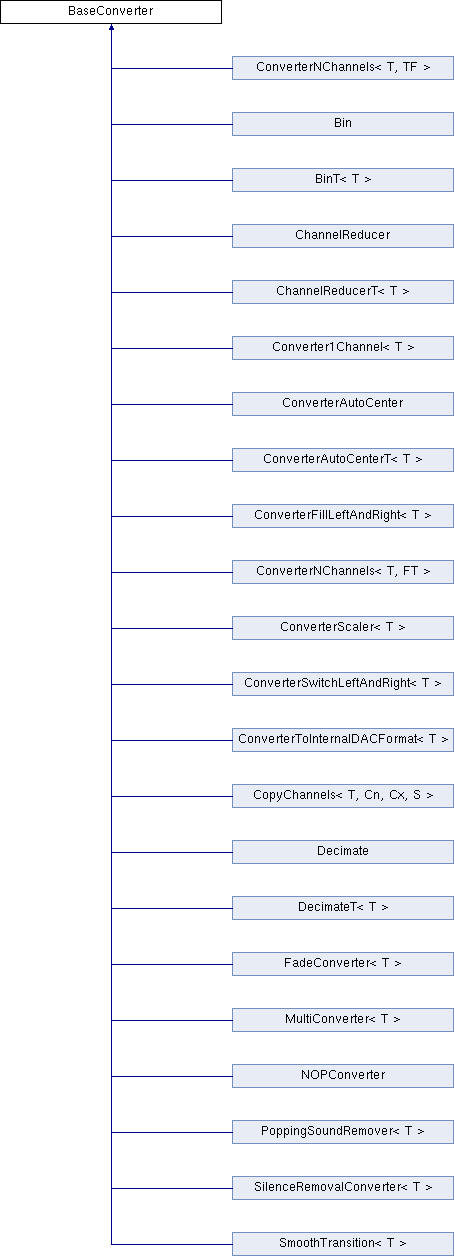 BaseConverter
ConverterNChannels< T, TF >
Bin
BinT< T >
ChannelReducer
ChannelReducerT< T >
Converter1Channel< T >
ConverterAutoCenter
ConverterAutoCenterT< T >
ConverterFillLeftAndRight< T >
ConverterNChannels< T, FT >
ConverterScaler< T >
ConverterSwitchLeftAndRight< T >
ConverterToInternalDACFormat< T >
CopyChannels< T, Cn, Cx, S >
Decimate
DecimateT< T >
FadeConverter< T >
MultiConverter< T >
NOPConverter
PoppingSoundRemover< T >
SilenceRemovalConverter< T >
SmoothTransition< T >